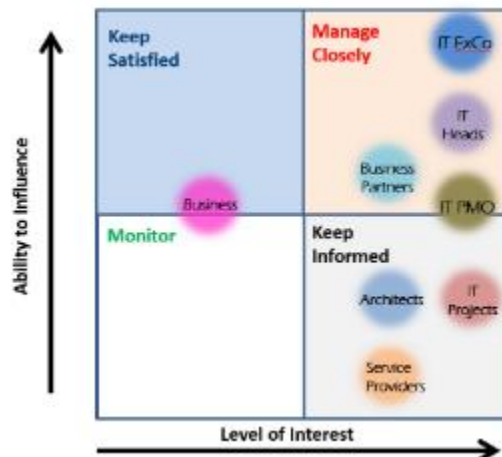 Keep
Satisfied
Manage
Closely
IT ExCo
IT
Heads
Business
Partners
Business
IT PMO
Monitor
Keep
Informed
Architects
IT
Projects
Service
Providers
Ability to Influence
Level of Interest